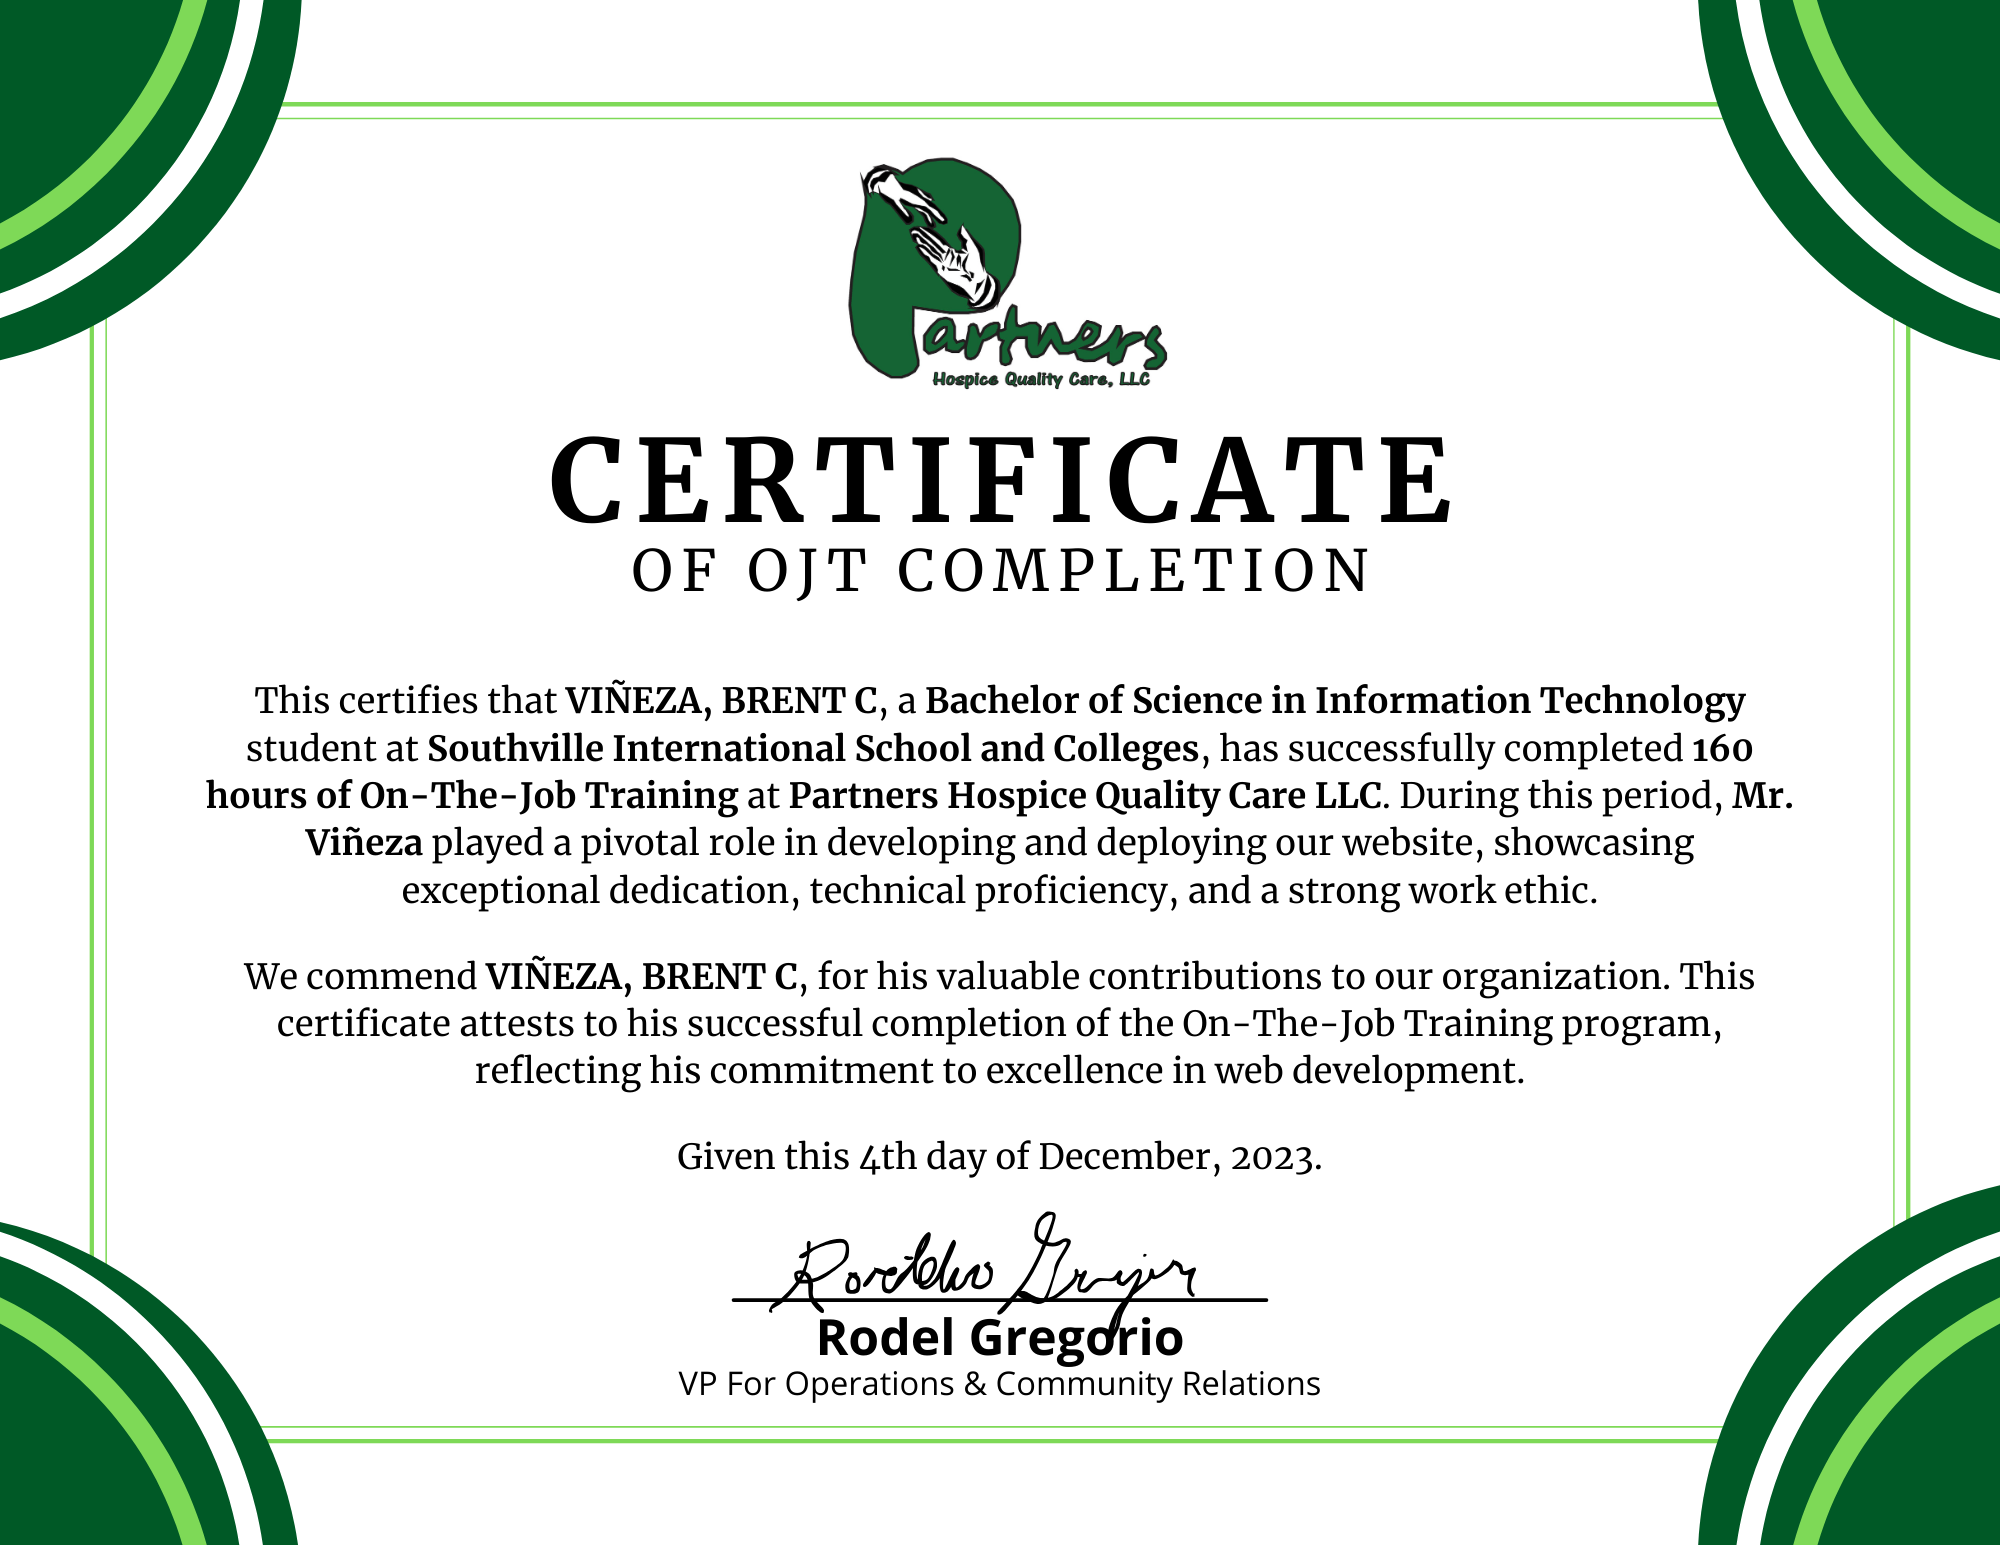 Partners
Hospice Quality Care, LLC
CERTIFICATE
OF OJT COMPLETION
This certifies that VIÑEZA, BRENT C, a Bachelor of Science in Information Technology
student at Southville International School and Colleges, has successfully completed 160
hours of On-The-Job Training at Partners Hospice Quality Care LLC. During this period, Mr.
Viñeza played a pivotal role in developing and deploying our website, showcasing
exceptional dedication, technical proficiency, and a strong work ethic.
We commend VIÑEZA, BRENT C, for his valuable contributions to our organization. This
certificate attests to his successful completion of the On-The-Job Training program,
reflecting his commitment to excellence in web development.
Given this 4th day of December, 2023.
Rodel Gregorio
VP For Operations & Community Relations